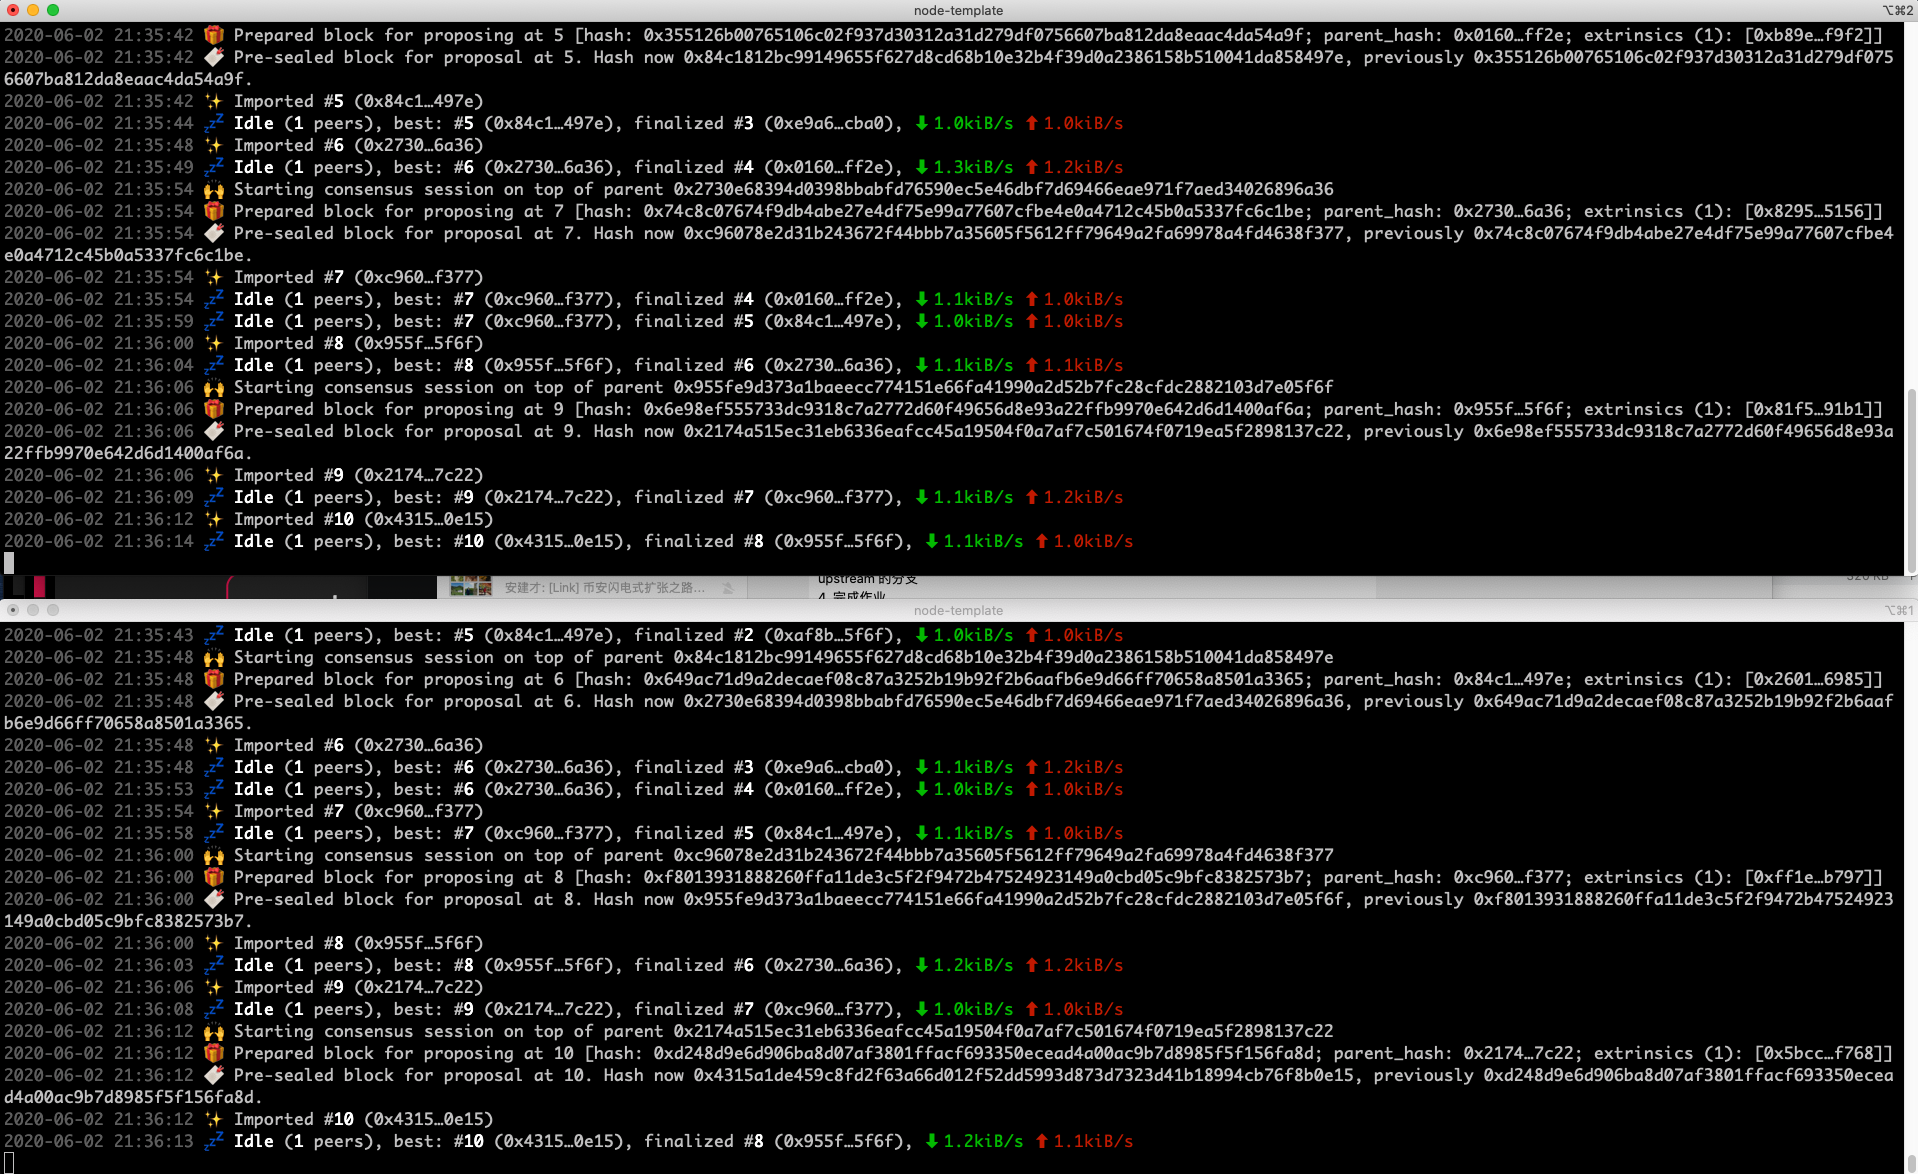 node-template
⌥⌘2
2020-06-02 21:35:42 🎁 Prepared block for proposing at 5 [hash: 0x355126b00765106c02f937d30312a31d279df0756607ba812da8eaac4da54a9f; parent_hash: 0x0160…ff2e; extrinsics (1): [0xb89e…f9f2]]
2020-06-02 21:35:42 🔖 Pre-sealed block for proposal at 5. Hash now 0x84c1812bc99149655f627d8cd68b10e32b4f39d0a2386158b510041da858497e, previously 0x355126b00765106c02f937d30312a31d279df075
6607ba812da8eaac4da54a9f.
2020-06-02 21:35:42 ✨ Imported #5 (0x84c1…497e)
2020-06-02 21:35:44 💤 Idle (1 peers), best: #5 (0x84c1…497e), finalized #3 (0xe9a6…cba0), ⬇ 1.0kiB/s ⬆ 1.0kiB/s
2020-06-02 21:35:48 ✨ Imported #6 (0x2730…6a36)
2020-06-02 21:35:49 💤 Idle (1 peers), best: #6 (0x2730…6a36), finalized #4 (0x0160…ff2e), ⬇ 1.3kiB/s ⬆ 1.2kiB/s
2020-06-02 21:35:54 🙌 Starting consensus session on top of parent 0x2730e68394d0398bbabfd76590ec5e46dbf7d69466eae971f7aed34026896a36
2020-06-02 21:35:54 🎁 Prepared block for proposing at 7 [hash: 0x74c8c07674f9db4abe27e4df75e99a77607cfbe4e0a4712c45b0a5337fc6c1be; parent_hash: 0x2730…6a36; extrinsics (1): [0x8295…5156]]
2020-06-02 21:35:54 🔖 Pre-sealed block for proposal at 7. Hash now 0xc96078e2d31b243672f44bbb7a35605f5612ff79649a2fa69978a4fd4638f377, previously 0x74c8c07674f9db4abe27e4df75e99a77607cfbe4
e0a4712c45b0a5337fc6c1be.
2020-06-02 21:35:54 ✨ Imported #7 (0xc960…f377)
2020-06-02 21:35:54 💤 Idle (1 peers), best: #7 (0xc960…f377), finalized #4 (0x0160…ff2e), ⬇ 1.1kiB/s ⬆ 1.0kiB/s
2020-06-02 21:35:59 💤 Idle (1 peers), best: #7 (0xc960…f377), finalized #5 (0x84c1…497e), ⬇ 1.0kiB/s ⬆ 1.0kiB/s
2020-06-02 21:36:00 ✨ Imported #8 (0x955f…5f6f)
2020-06-02 21:36:04 💤 Idle (1 peers), best: #8 (0x955f…5f6f), finalized #6 (0x2730…6a36), ⬇ 1.1kiB/s ⬆ 1.1kiB/s
2020-06-02 21:36:06 🙌 Starting consensus session on top of parent 0x955fe9d373a1baeecc774151e66fa41990a2d52b7fc28cfdc2882103d7e05f6f
2020-06-02 21:36:06 🎁 Prepared block for proposing at 9 [hash: 0x6e98ef555733dc9318c7a2772d60f49656d8e93a22ffb9970e642d6d1400af6a; parent_hash: 0x955f…5f6f; extrinsics (1): [0x81f5…91b1]]
2020-06-02 21:36:06 🔖 Pre-sealed block for proposal at 9. Hash now 0x2174a515ec31eb6336eafcc45a19504f0a7af7c501674f0719ea5f2898137c22, previously 0x6e98ef555733dc9318c7a2772d60f49656d8e93a
22ffb9970e642d6d1400af6a.
2020-06-02 21:36:06 ✨ Imported #9 (0x2174…7c22)
2020-06-02 21:36:09 💤 Idle (1 peers), best: #9 (0x2174…7c22), finalized #7 (0xc960…f377), ⬇ 1.1kiB/s ⬆ 1.2kiB/s
2020-06-02 21:36:12 ✨ Imported #10 (0x4315…0e15)
2020-06-02 21:36:14 💤 Idle (1 peers), best: #10 (0x4315…0e15), finalized #8 (0x955f…5f6f), ⬇ 1.1kiB/s ⬆ 1.0kiB/s
安建才: [Link] 币安闪电式扩张之路...
upstream 的分支
4. 完成作业
node-template
⌥⌘1
2020-06-02 21:35:43 💤 Idle (1 peers), best: #5 (0x84c1…497e), finalized #2 (0xaf8b…5f6f), ⬇ 1.0kiB/s ⬆ 1.0kiB/s
2020-06-02 21:35:48 🙌 Starting consensus session on top of parent 0x84c1812bc99149655f627d8cd68b10e32b4f39d0a2386158b510041da858497e
2020-06-02 21:35:48 🎁 Prepared block for proposing at 6 [hash: 0x649ac71d9a2decaef08c87a3252b19b92f2b6aafb6e9d66ff70658a8501a3365; parent_hash: 0x84c1…497e; extrinsics (1): [0x2601…6985]]
2020-06-02 21:35:48 🔖 Pre-sealed block for proposal at 6. Hash now 0x2730e68394d0398bbabfd76590ec5e46dbf7d69466eae971f7aed34026896a36, previously 0x649ac71d9a2decaef08c87a3252b19b92f2b6aaf
b6e9d66ff70658a8501a3365.
2020-06-02 21:35:48 ✨ Imported #6 (0x2730…6a36)
2020-06-02 21:35:48 💤 Idle (1 peers), best: #6 (0x2730…6a36), finalized #3 (0xe9a6…cba0), ⬇ 1.1kiB/s ⬆ 1.2kiB/s
2020-06-02 21:35:53 💤 Idle (1 peers), best: #6 (0x2730…6a36), finalized #4 (0x0160…ff2e), ⬇ 1.0kiB/s ⬆ 1.0kiB/s
2020-06-02 21:35:54 ✨ Imported #7 (0xc960…f377)
2020-06-02 21:35:58 💤 Idle (1 peers), best: #7 (0xc960…f377), finalized #5 (0x84c1…497e), ⬇ 1.1kiB/s ⬆ 1.0kiB/s
2020-06-02 21:36:00 🙌 Starting consensus session on top of parent 0xc96078e2d31b243672f44bbb7a35605f5612ff79649a2fa69978a4fd4638f377
2020-06-02 21:36:00 🎁 Prepared block for proposing at 8 [hash: 0xf8013931888260ffa11de3c5f2f9472b47524923149a0cbd05c9bfc8382573b7; parent_hash: 0xc960…f377; extrinsics (1): [0xff1e…b797]]
2020-06-02 21:36:00 🔖 Pre-sealed block for proposal at 8. Hash now 0x955fe9d373a1baeecc774151e66fa41990a2d52b7fc28cfdc2882103d7e05f6f, previously 0xf8013931888260ffa11de3c5f2f9472b47524923
149a0cbd05c9bfc8382573b7.
2020-06-02 21:36:00 ✨ Imported #8 (0x955f…5f6f)
2020-06-02 21:36:03 💤 Idle (1 peers), best: #8 (0x955f…5f6f), finalized #6 (0x2730…6a36), ⬇ 1.2kiB/s ⬆ 1.2kiB/s
2020-06-02 21:36:06 ✨ Imported #9 (0x2174…7c22)
2020-06-02 21:36:08 💤 Idle (1 peers), best: #9 (0x2174…7c22), finalized #7 (0xc960…f377), ⬇ 1.0kiB/s ⬆ 1.0kiB/s
2020-06-02 21:36:12 🙌 Starting consensus session on top of parent 0x2174a515ec31eb6336eafcc45a19504f0a7af7c501674f0719ea5f2898137c22
2020-06-02 21:36:12 🎁 Prepared block for proposing at 10 [hash: 0xd248d9e6d906ba8d07af3801ffacf693350ecead4a00ac9b7d8985f5f156fa8d; parent_hash: 0x2174…7c22; extrinsics (1): [0x5bcc…f768]]
2020-06-02 21:36:12 🔖 Pre-sealed block for proposal at 10. Hash now 0x4315a1de459c8fd2f63a66d012f52dd5993d873d7323d41b18994cb76f8b0e15, previously 0xd248d9e6d906ba8d07af3801ffacf693350ecea
d4a00ac9b7d8985f5f156fa8d.
2020-06-02 21:36:12 ✨ Imported #10 (0x4315…0e15)
2020-06-02 21:36:13 💤 Idle (1 peers), best: #10 (0x4315…0e15), finalized #8 (0x955f…5f6f), ⬇ 1.2kiB/s ⬆ 1.1kiB/s